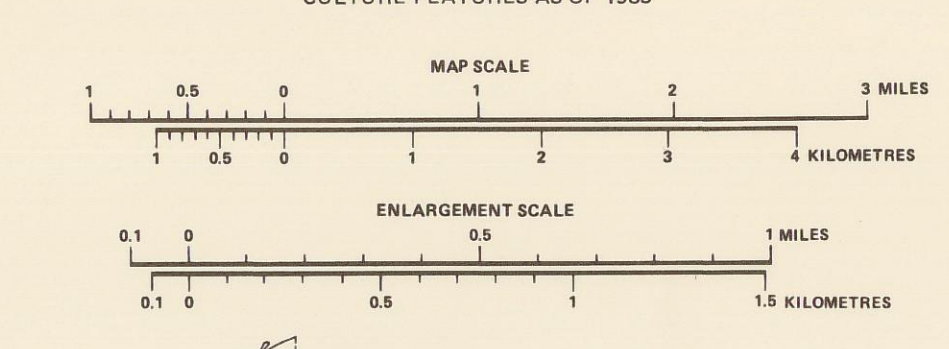 MAP SCALE
1 0.5 0 1 2 3 MILES
1 0.5 0 1 2 3 4 KILOMETRES
ENLARGEMENT SCALE
0.1 0 0.5 1 MILES
0.1 0 0.5 1 1.5 KILOMETRES